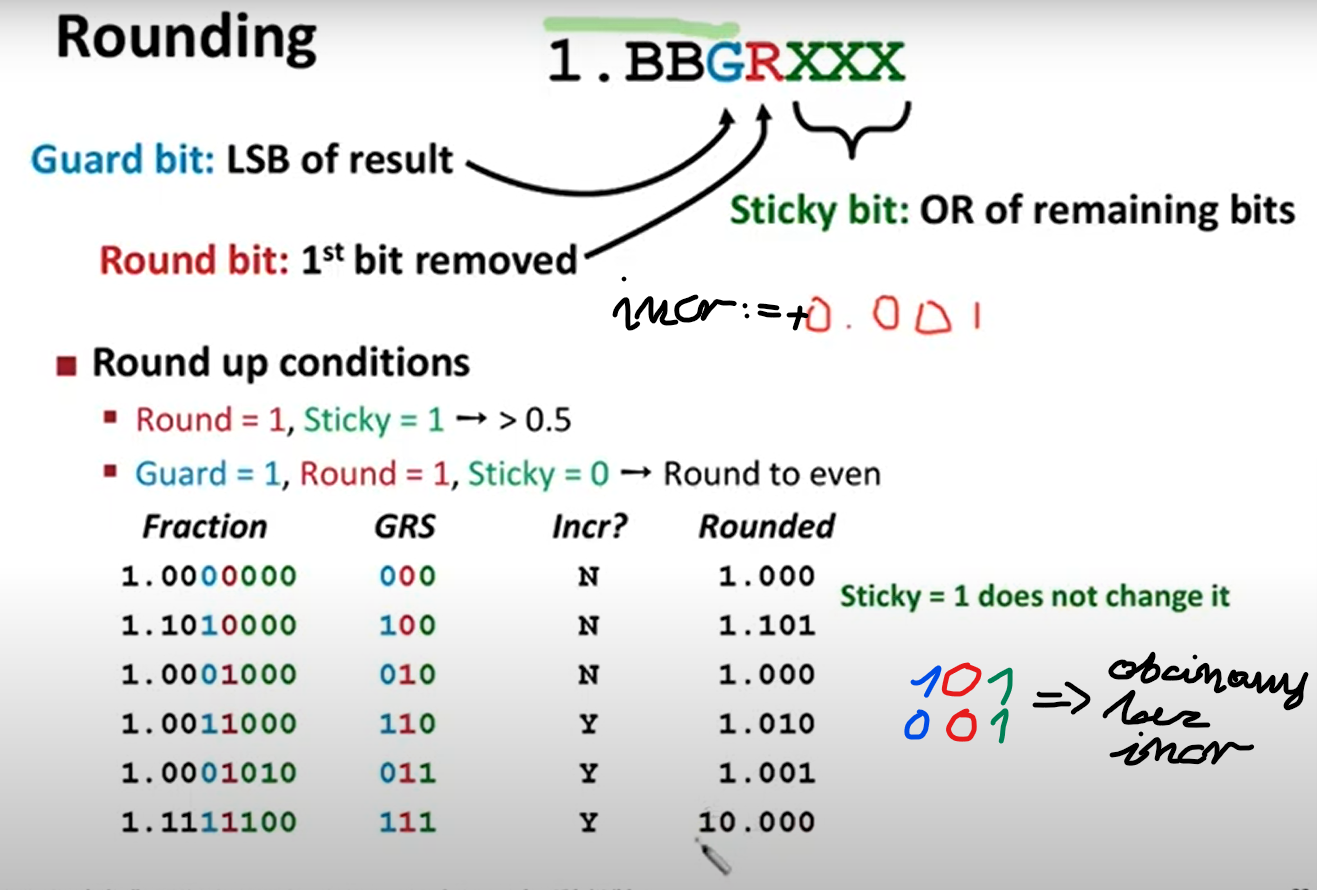 Rounding
1.BBGRXXX
Guard bit: LSB of result
Sticky bit: OR of remaining bits
Round bit: 1st bit removed
incr:=+0.001
Round up conditions
Round = 1, Sticky = 1 → > 0.5
Guard = 1, Round = 1, Sticky = 0 → Round to even
Fraction GRS Incr? Rounded
1.0000000 000 N 1.000
Sticky = 1 does not change it
1.1010000 100 N 1.101
1.0001000 010 N 1.000
1.0011000 110 Y 1.010
1.0001010 011 Y 1.001
1.1111100 111 Y 10.000
101
001
=> obcinamy
bez
incr